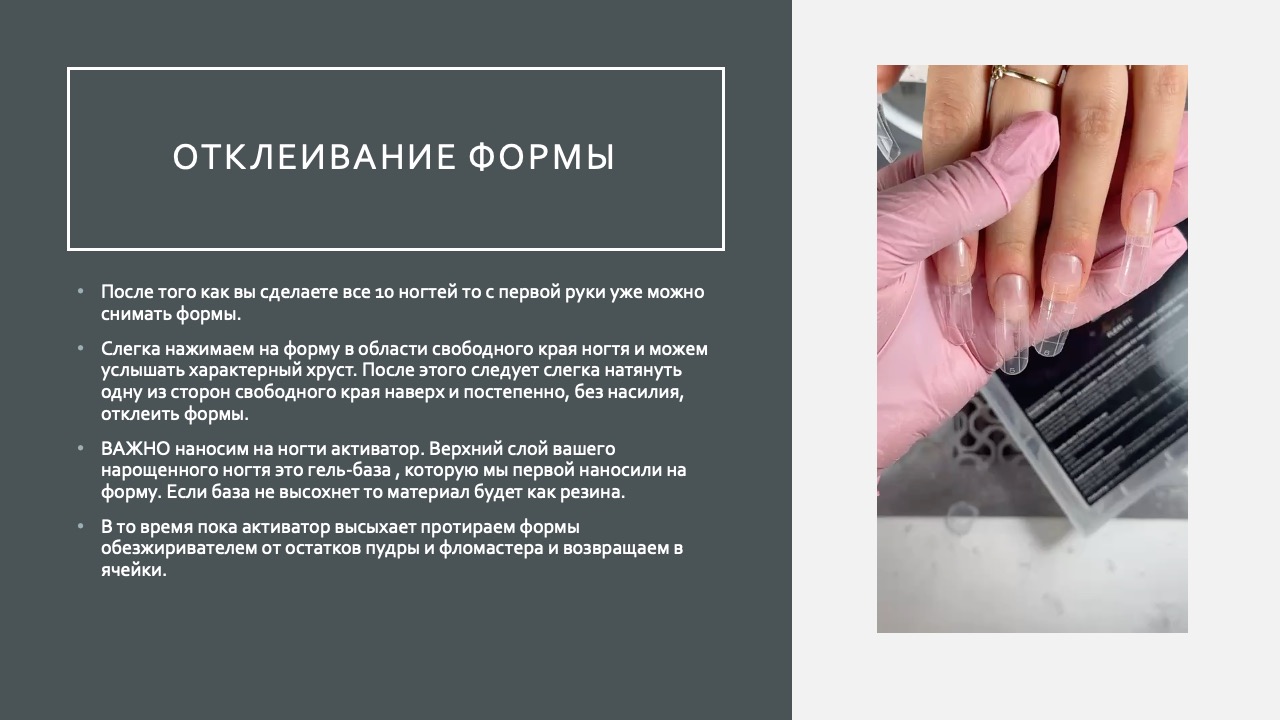 ОТКЛЕИВАНИЕ ФОРМЫ
• После того как вы сделаете все 10 ногтей то с первой руки уже можно
снимать формы.
• Слегка нажимаем на форму в области свободного края ногтя и можем
услышать характерный хруст. После этого следует слегка натянуть
одну из сторон свободного края наверх и постепенно, без насилия,
отклеить формы.
• ВАЖНО наносим на ногти активатор. Верхний слой вашего
нарощенного ногтя это гель-база , которую мы первой наносили на
форму. Если база не высохнет то материал будет как резина.
• В то время пока активатор высыхает протираем формы
обезжиривателем от остатков пудры и фломастера и возвращаем в
ячейки.